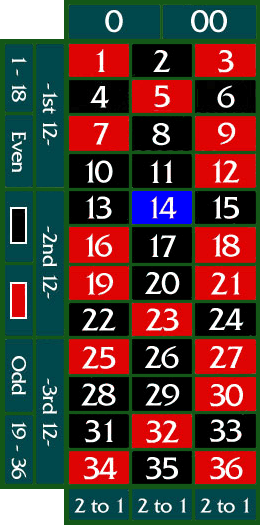 0 00
1 2 3
4 5 6
7 8 9
10 11 12
13 14 15
16 17 18
19 20 21
22 23 24
25 26 27
28 29 30
31 32 33
34 35 36
2 to 1 2 to 1 2 to 1
-1st 12-
-2nd 12-
-3rd 12-
1 - 18
Even
Odd
19 - 36